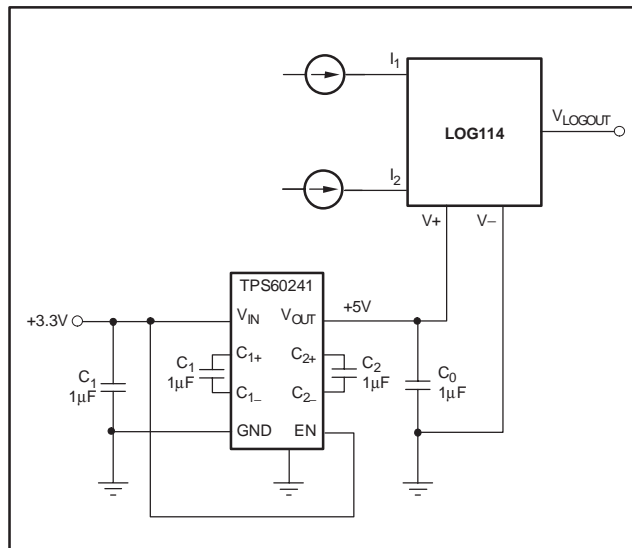 I1
LOG114
VLOGOUT
I2
V+ V–
TPS60241
+3.3V VIN VOUT +5V
C1 1µF
C1 1µF
C1+ C2+
C1– C2–
C2 1µF
C0 1µF
GND EN